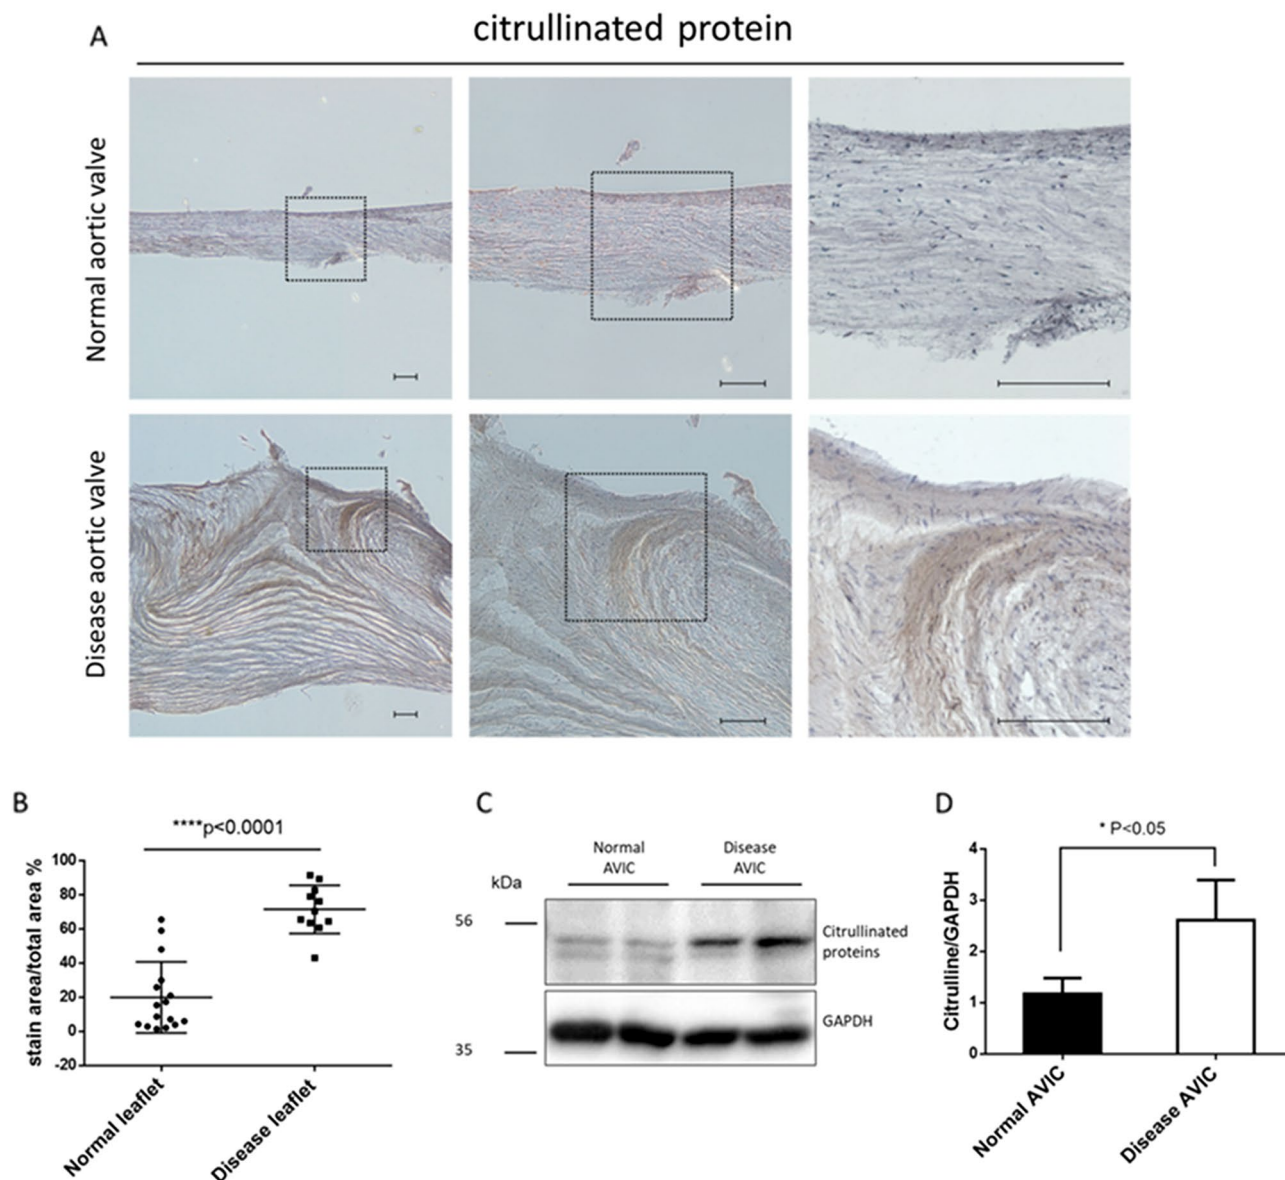 A
citrullinated protein
Normal aortic valve
Disease aortic valve
B
****p<0.0001
stain area/total area %
100
80
60
40
20
0
-20
Normal leaflet
Disease leaflet
C
Normal
AVIC
Disease
AVIC
kDa
56
35
Citrullinated
proteins
GAPDH
D
* P<0.05
Citrulline/GAPDH
4
3
2
1
0
Normal AVIC
Disease AVIC